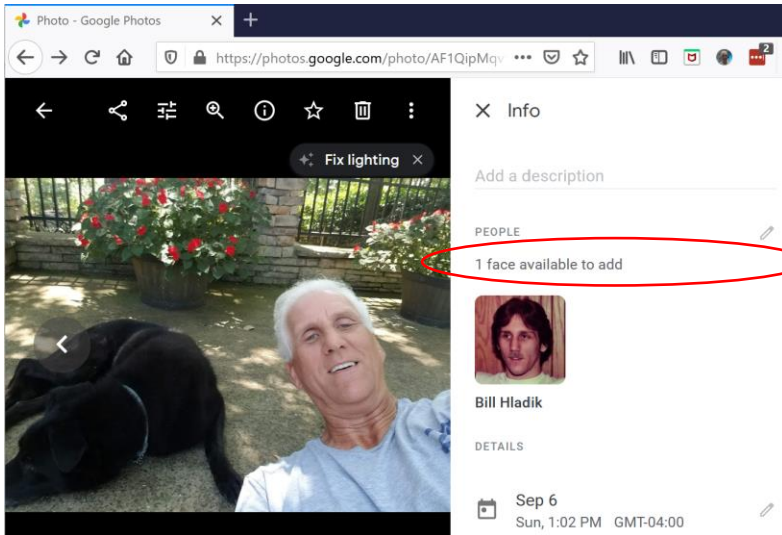 Photo - Google Photos
https://photos.google.com/photo/AF1QipMqv
2
Info
Fix lighting
Add a description
PEOPLE
1 face available to add
Bill Hladik
DETAILS
Sep 6
Sun, 1:02 PM GMT-04:00